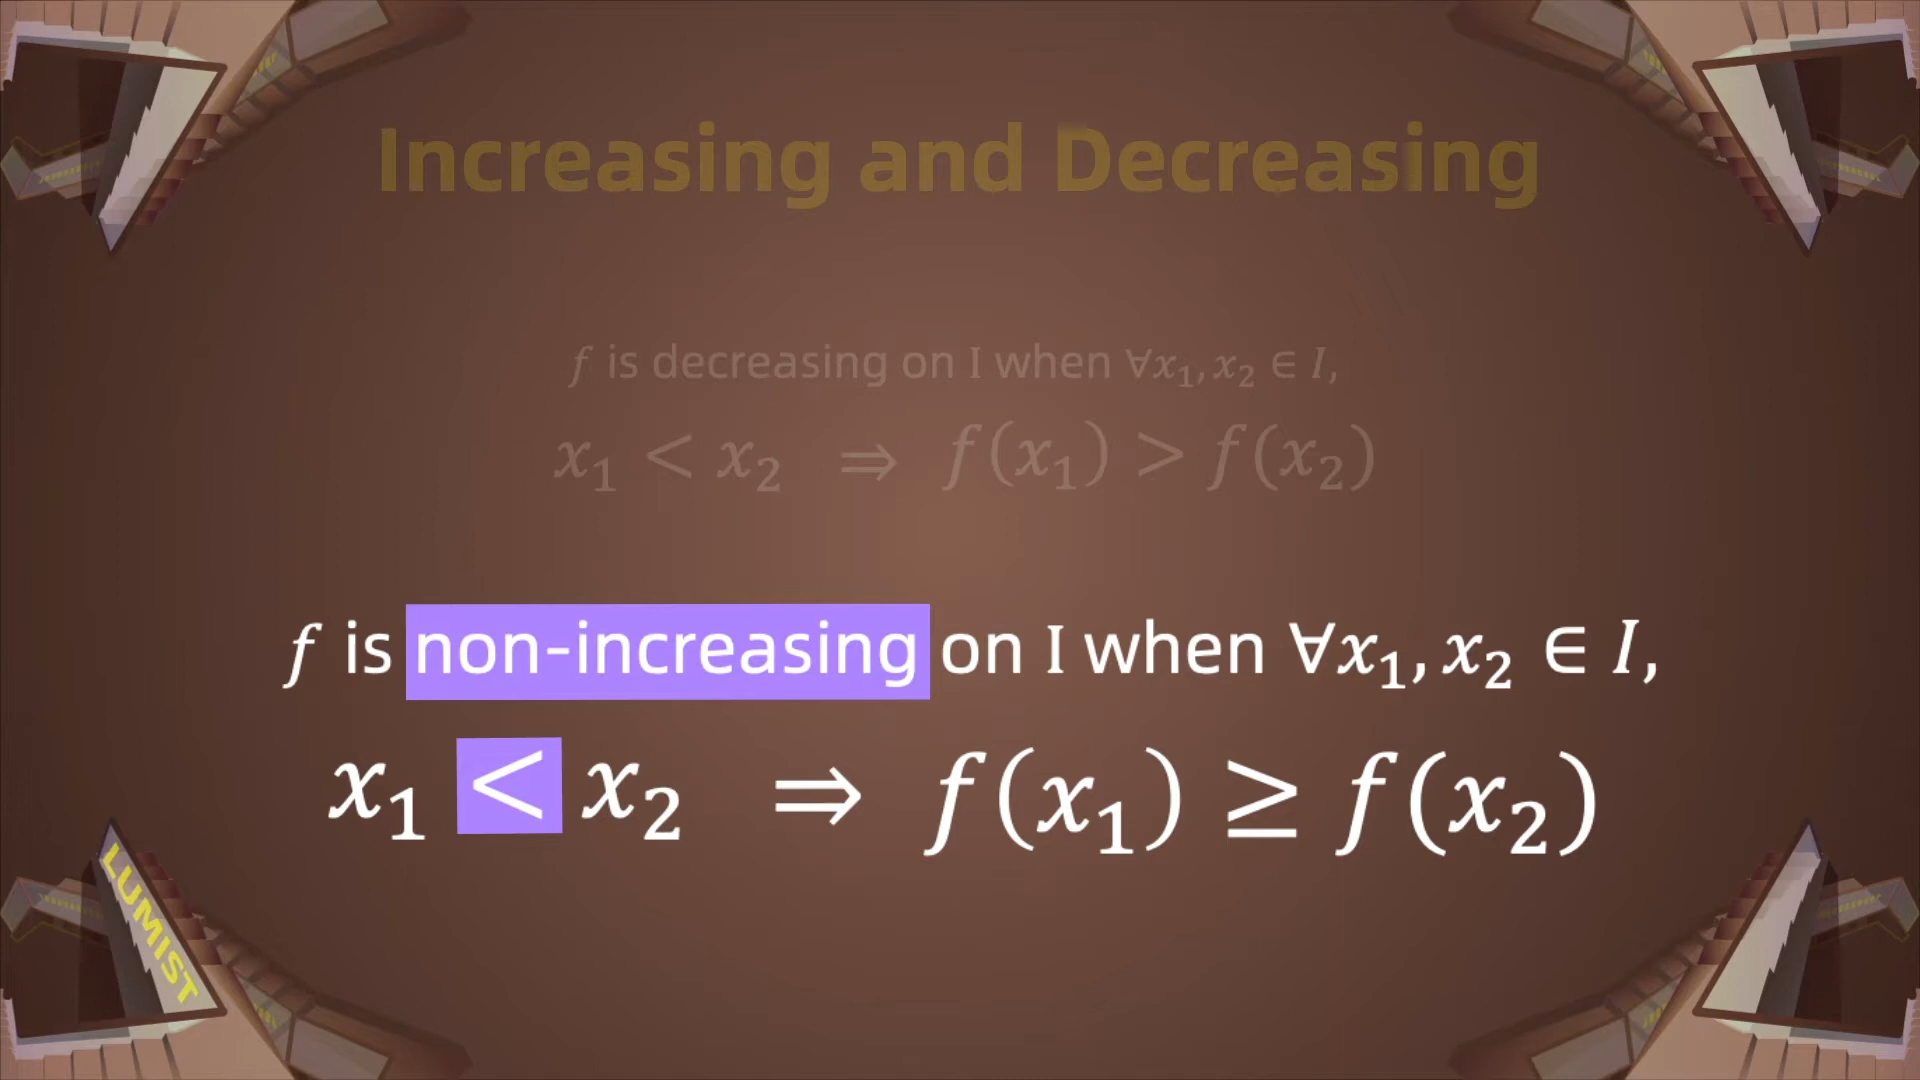 Increasing and Decreasing
f is decreasing on I when ∀x₁, x₂ ∈ I,
x₁ < x₂ ⇒ f(x₁) > f(x₂)
f is non-increasing on I when ∀x₁, x₂ ∈ I,
x₁ < x₂ ⇒ f(x₁) ≥ f(x₂)
LUMIST